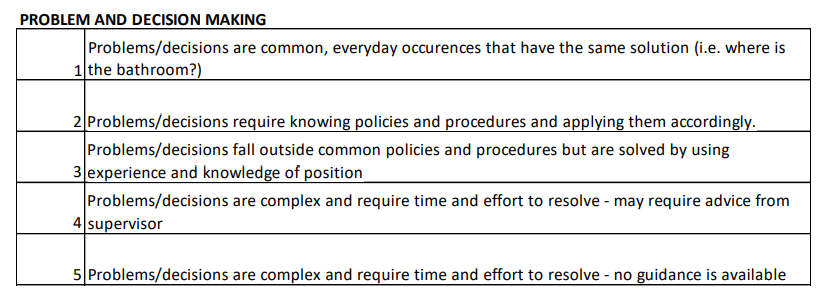 PROBLEM AND DECISION MAKING
Problems/decisions are common, everyday occurences that have the same solution (i.e. where is
1 the bathroom?)
2 Problems/decisions require knowing policies and procedures and applying them accordingly.
Problems/decisions fall outside common policies and procedures but are solved by using
3 experience and knowledge of position
Problems/decisions are complex and require time and effort to resolve - may require advice from
4 supervisor
5 Problems/decisions are complex and require time and effort to resolve - no guidance is available